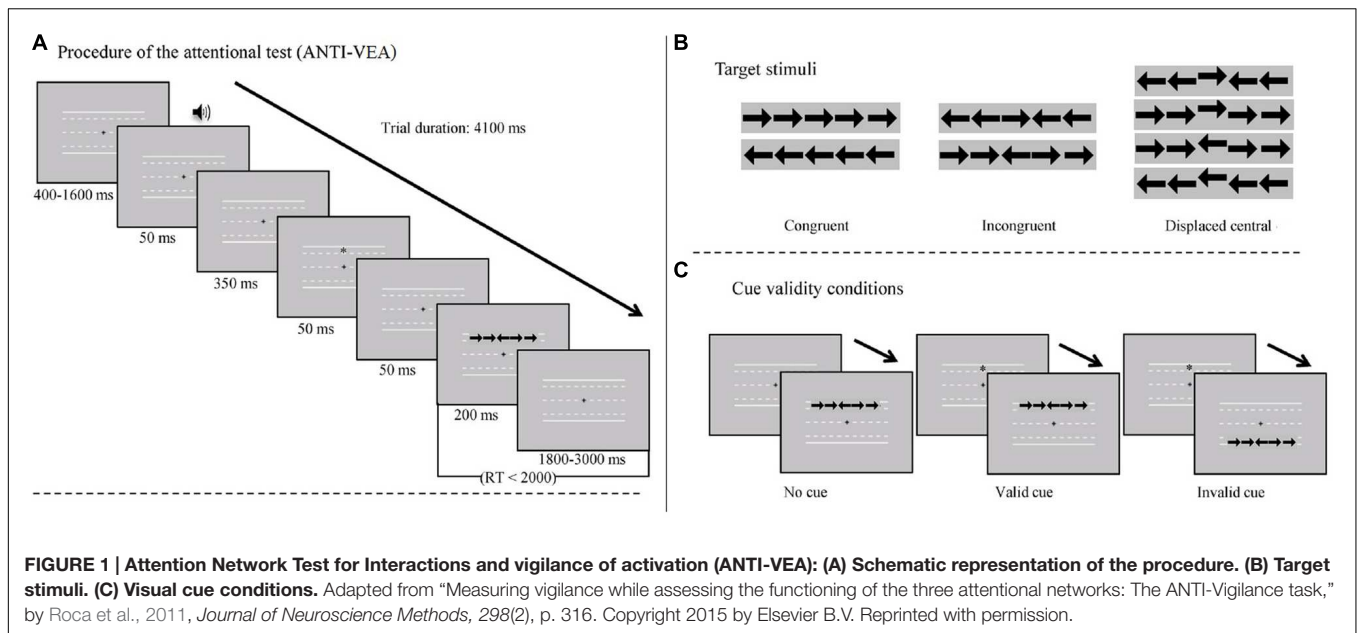 A
Procedure of the attentional test (ANTI-VEA)
Trial duration: 4100 ms
400-1600 ms
50 ms
350 ms
50 ms
50 ms
200 ms
1800-3000 ms
(RT < 2000)
B
Target stimuli
Congruent
Incongruent
Displaced central
C
Cue validity conditions
No cue
Valid cue
Invalid cue
FIGURE 1 | Attention Network Test for Interactions and vigilance of activation (ANTI-VEA): (A) Schematic representation of the procedure. (B) Target
stimuli. (C) Visual cue conditions. Adapted from “Measuring vigilance while assessing the functioning of the three attentional networks: The ANTI-Vigilance task,”
by Roca et al., 2011, Journal of Neuroscience Methods, 298(2), p. 316. Copyright 2015 by Elsevier B.V. Reprinted with permission.